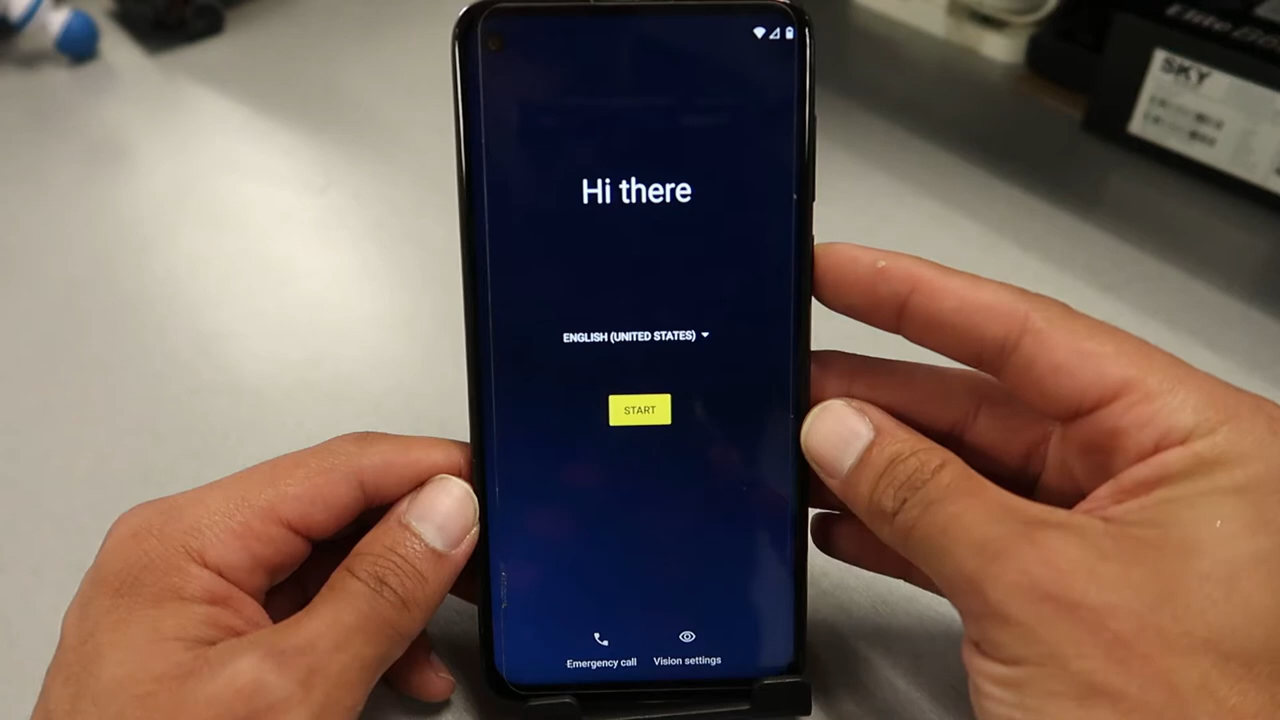 Hi there
ENGLISH (UNITED STATES)
START
Emergency call
Vision settings
SKY